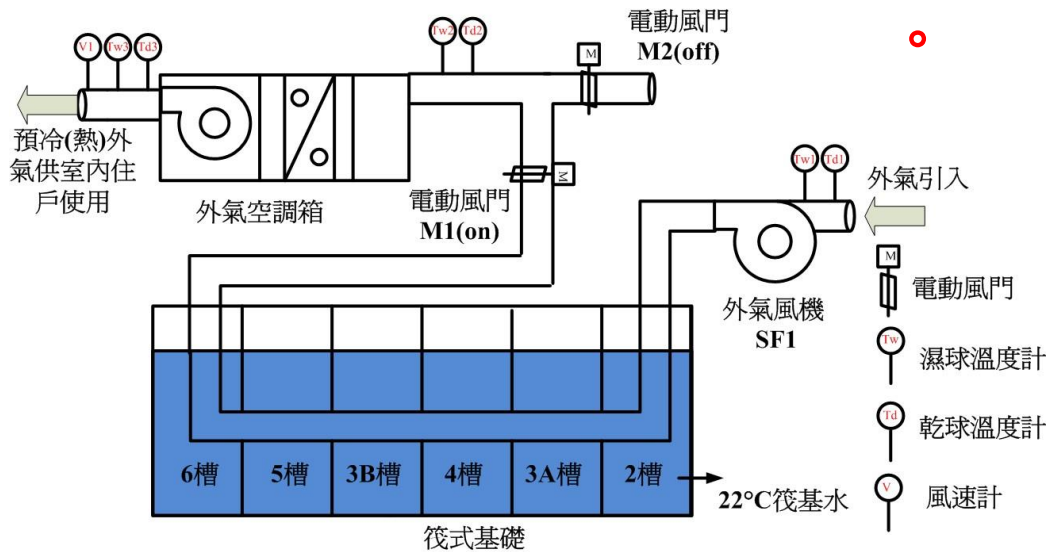 電動風門
M2(off)
M
Tw2
Td2
V1
Tw3
Td3
預冷(熱)外
氣供室內住
戶使用
外氣空調箱
電動風門
M1(on)
M
Tw1
Td1
外氣引入
外氣風機
SF1
M
電動風門
Tw
濕球溫度計
Td
乾球溫度計
V
風速計
6槽
5槽
3B槽
4槽
3A槽
2槽
22°C筏基水
筏式基礎